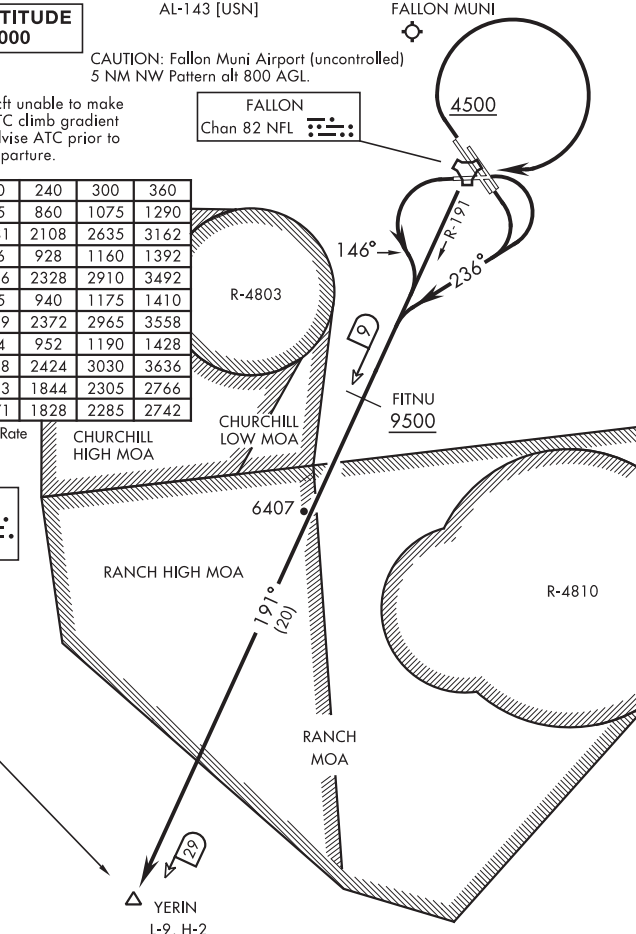 TITUDE
000
AL-143 [USN]
FALLON MUNI
CAUTION: Fallon Muni Airport (uncontrolled)
5 NM NW Pattern alt 800 AGL.
cft unable to make
TC climb gradient
lvise ATC prior to
parture.
FALLON
Chan 82 NFL
4500
0 240 300 360
5 860 1075 1290
31 2108 2635 3162
6 928 1160 1392
6 2328 2910 3492
5 940 1175 1410
9 2372 2965 3558
4 952 1190 1428
8 2424 3030 3636
3 1844 2305 2766
71 1828 2285 2742
Rate
R-191
146°
236°
R-4803
9
FITNU
9500
CHURCHILL
HIGH MOA
CHURCHILL
LOW MOA
6407
RANCH HIGH MOA
R-4810
191°
(20)
RANCH
MOA
29
YERIN
L-9, H-2